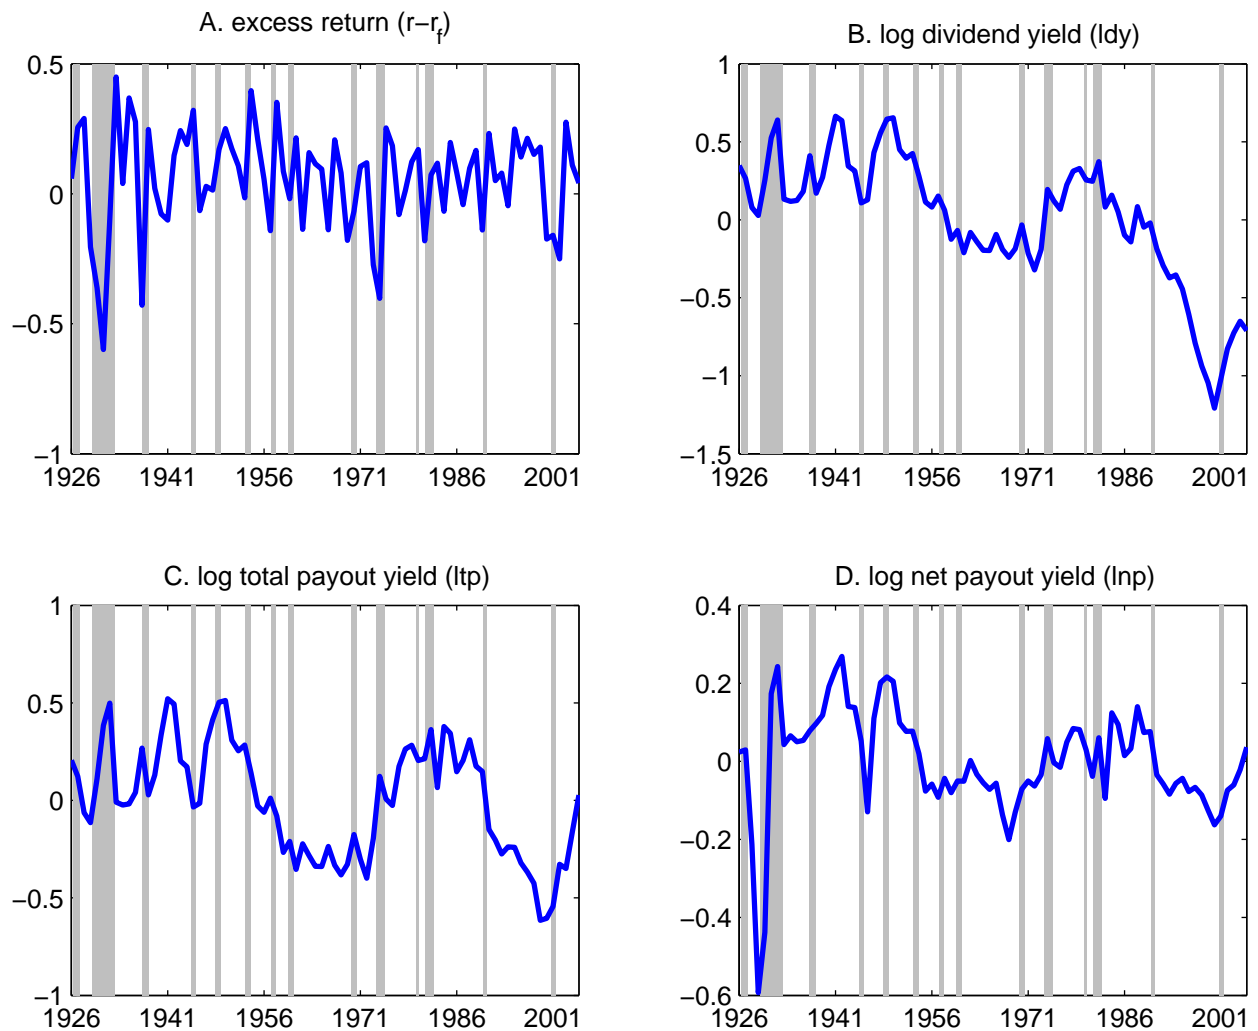 A. excess return (r−r_f)
0.5
0
−0.5
−1
1926 1941 1956 1971 1986 2001
B. log dividend yield (ldy)
1
0.5
0
−0.5
−1
−1.5
1926 1941 1956 1971 1986 2001
C. log total payout yield (ltp)
1
0.5
0
−0.5
−1
1926 1941 1956 1971 1986 2001
D. log net payout yield (lnp)
0.4
0.2
0
−0.2
−0.4
−0.6
1926 1941 1956 1971 1986 2001